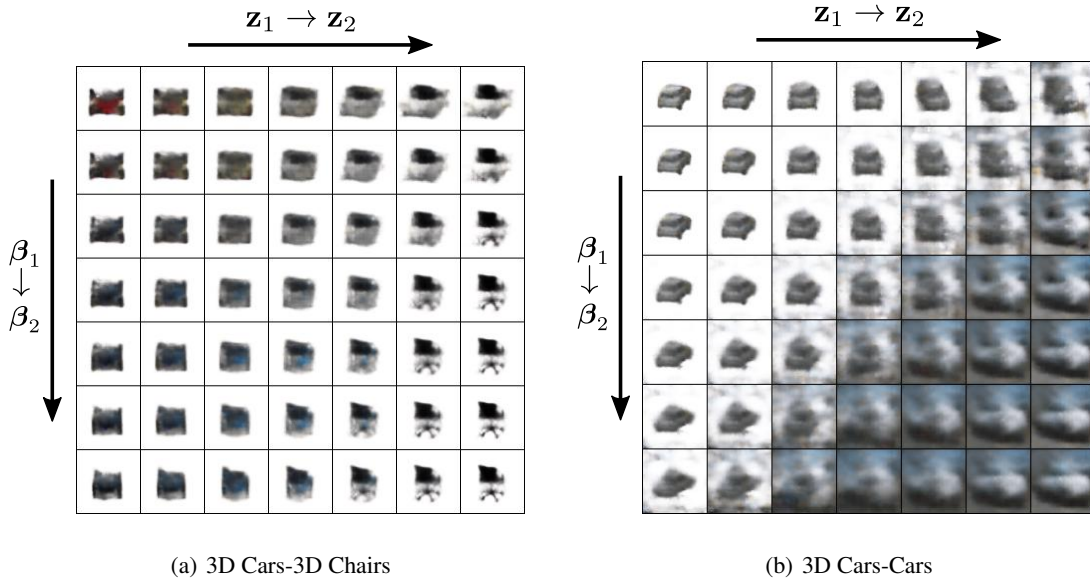 z₁ → z₂
β₁
↓
β₂
(a) 3D Cars-3D Chairs
z₁ → z₂
β₁
↓
β₂
(b) 3D Cars-Cars